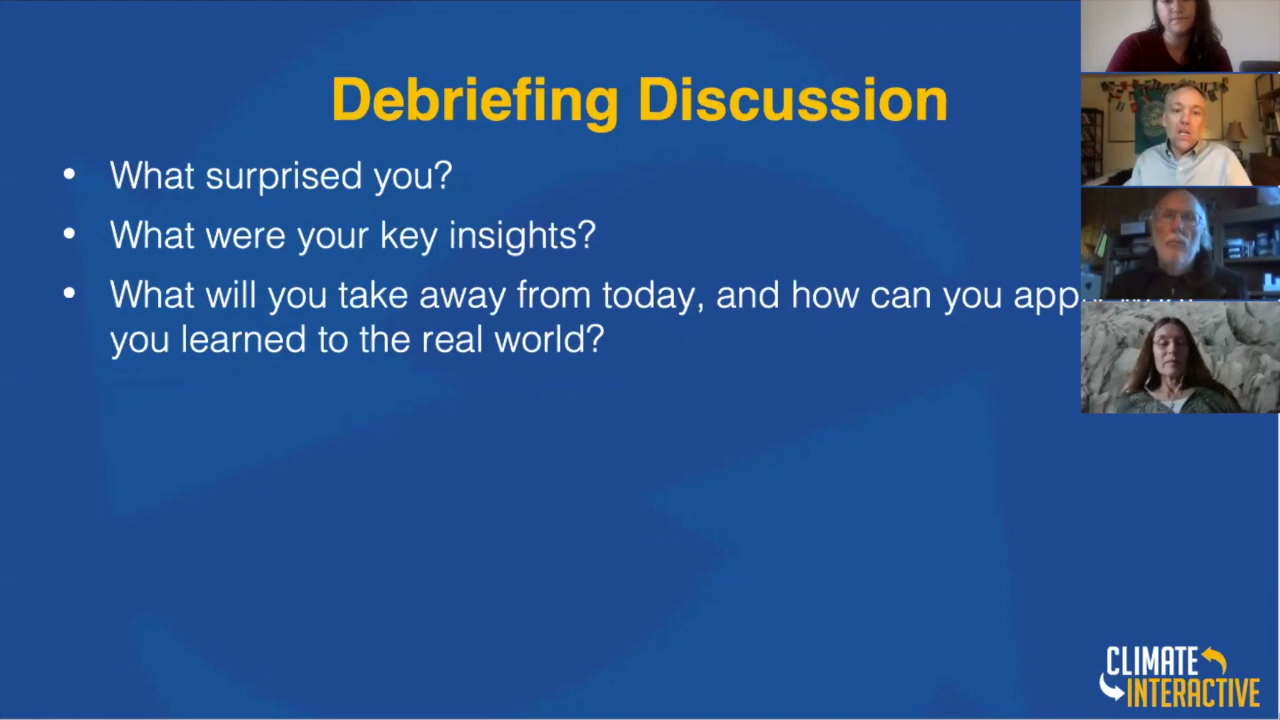 Debriefing Discussion
• What surprised you?
• What were your key insights?
• What will you take away from today, and how can you
you learned to the real world?
CLIMATE
INTERACTIVE